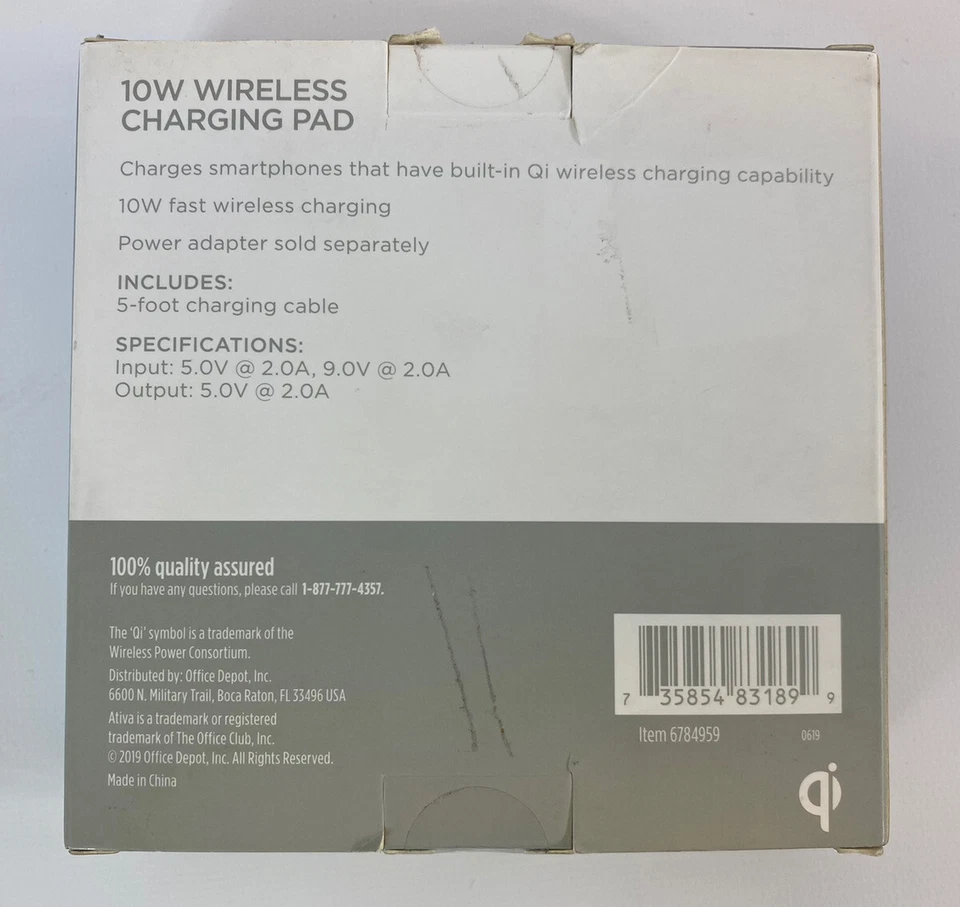 10W WIRELESS
CHARGING PAD
Charges smartphones that have built-in Qi wireless charging capability
10W fast wireless charging
Power adapter sold separately
INCLUDES:
5-foot charging cable
SPECIFICATIONS:
Input: 5.0V @ 2.0A, 9.0V @ 2.0A
Output: 5.0V @ 2.0A
100% quality assured
If you have any questions, please call 1-877-777-4357.
The 'Qi' symbol is a trademark of the
Wireless Power Consortium.
Distributed by: Office Depot, Inc.
6600 N. Military Trail, Boca Raton, FL 33496 USA
Ativa is a trademark or registered
trademark of The Office Club, Inc.
© 2019 Office Depot, Inc. All Rights Reserved.
Made in China
7 35854 83189 9
Item 6784959 0619
qi